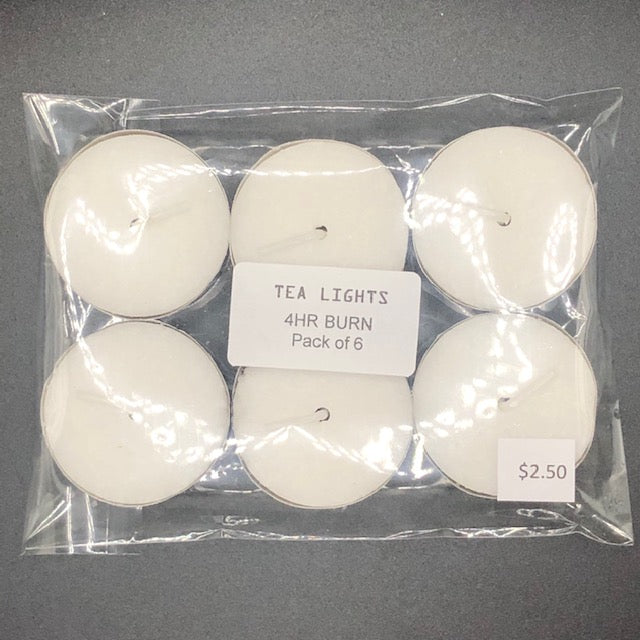 TEA LIGHTS
4HR BURN
Pack of 6
$2.50